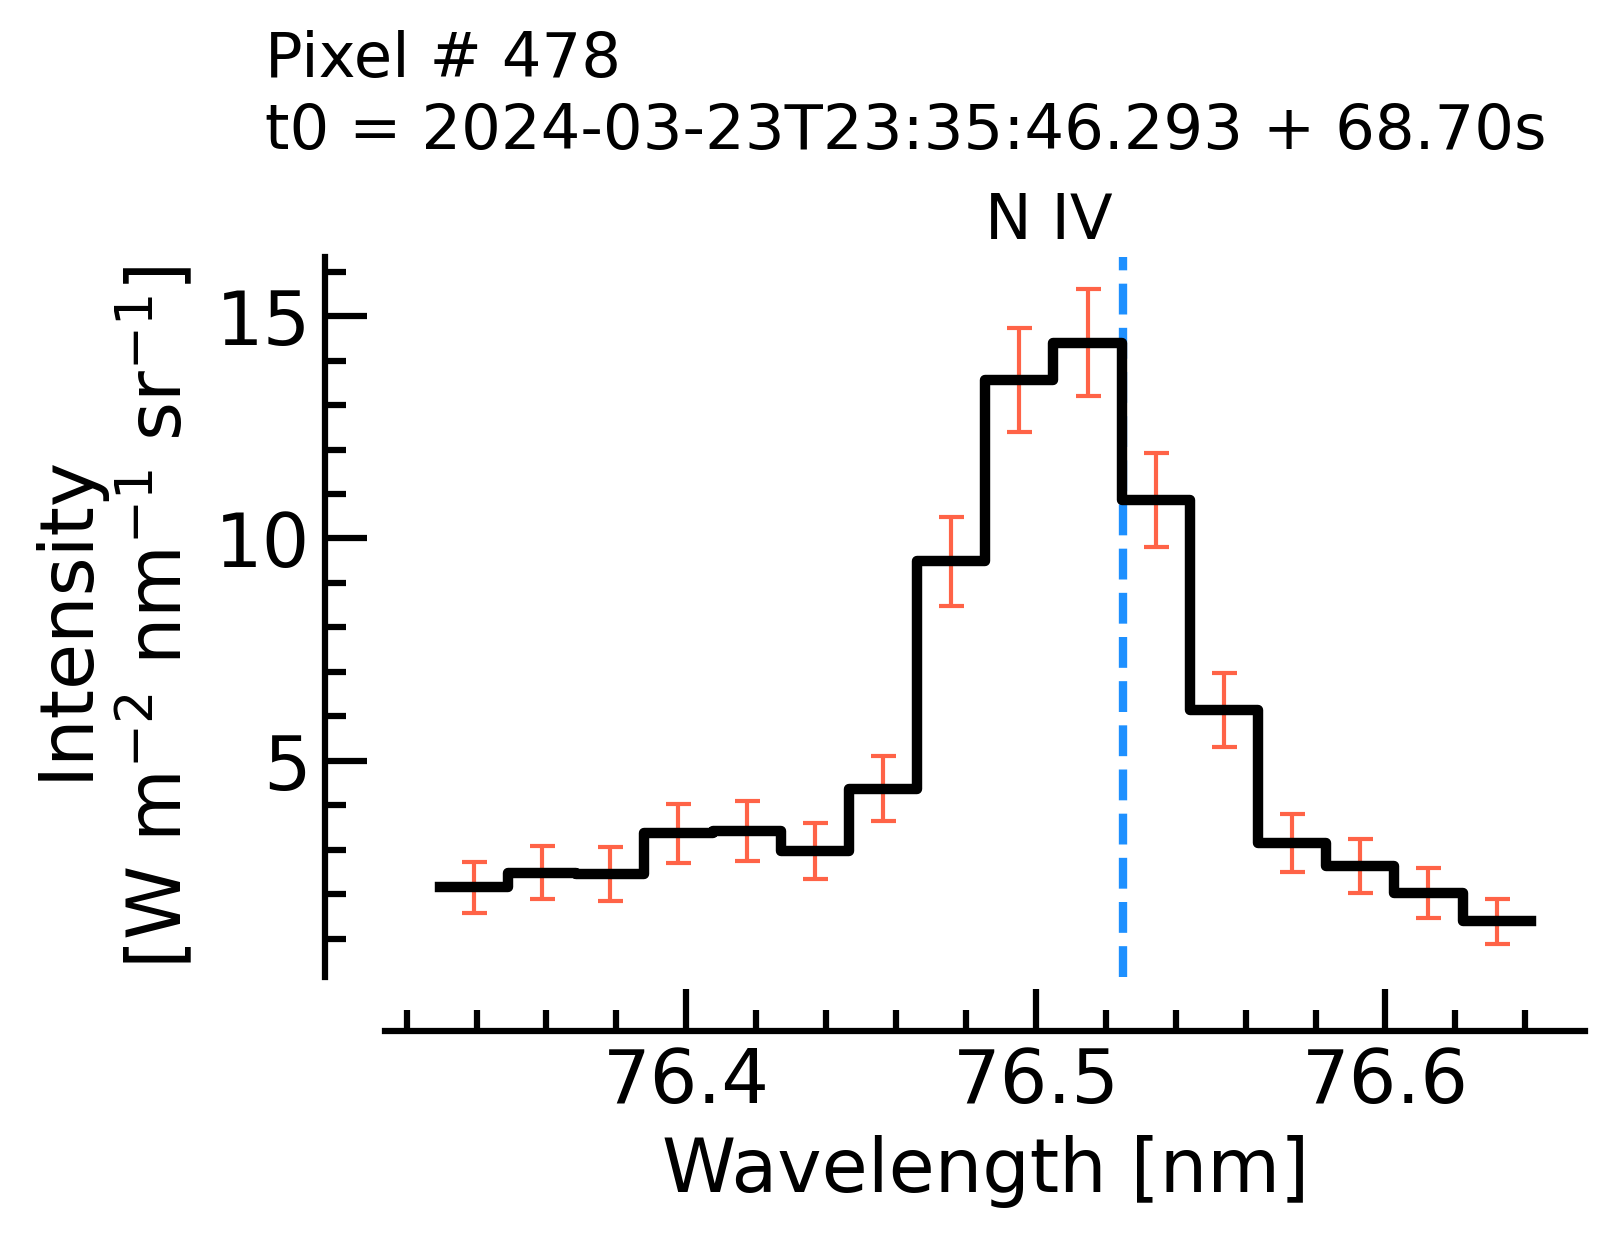 Pixel # 478
t0 = 2024-03-23T23:35:46.293 + 68.70s
N IV
Intensity
[W m⁻² nm⁻¹ sr⁻¹]
15
10
5
76.4 76.5 76.6
Wavelength [nm]